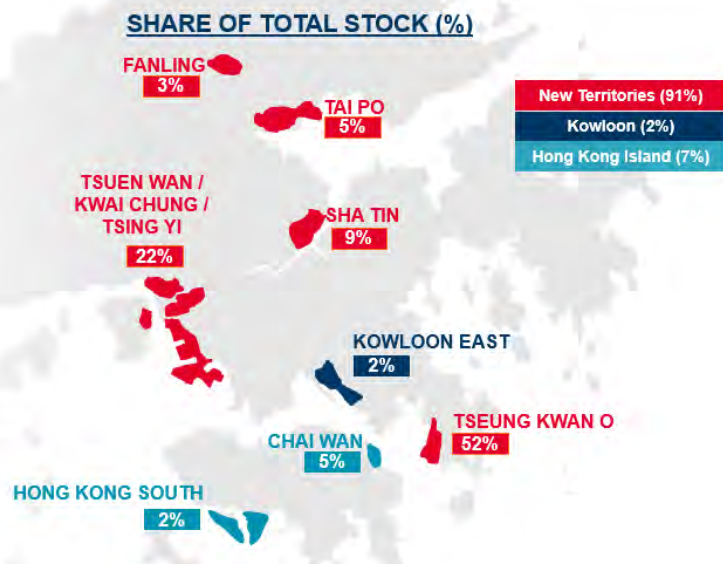 SHARE OF TOTAL STOCK (%)
FANLING
3%
TAI PO
5%
New Territories (91%)
Kowloon (2%)
Hong Kong Island (7%)
TSUEN WAN /
KWAI CHUNG /
TSING YI
22%
SHA TIN
9%
KOWLOON EAST
2%
TSEUNG KWAN O
52%
CHAI WAN
5%
HONG KONG SOUTH
2%